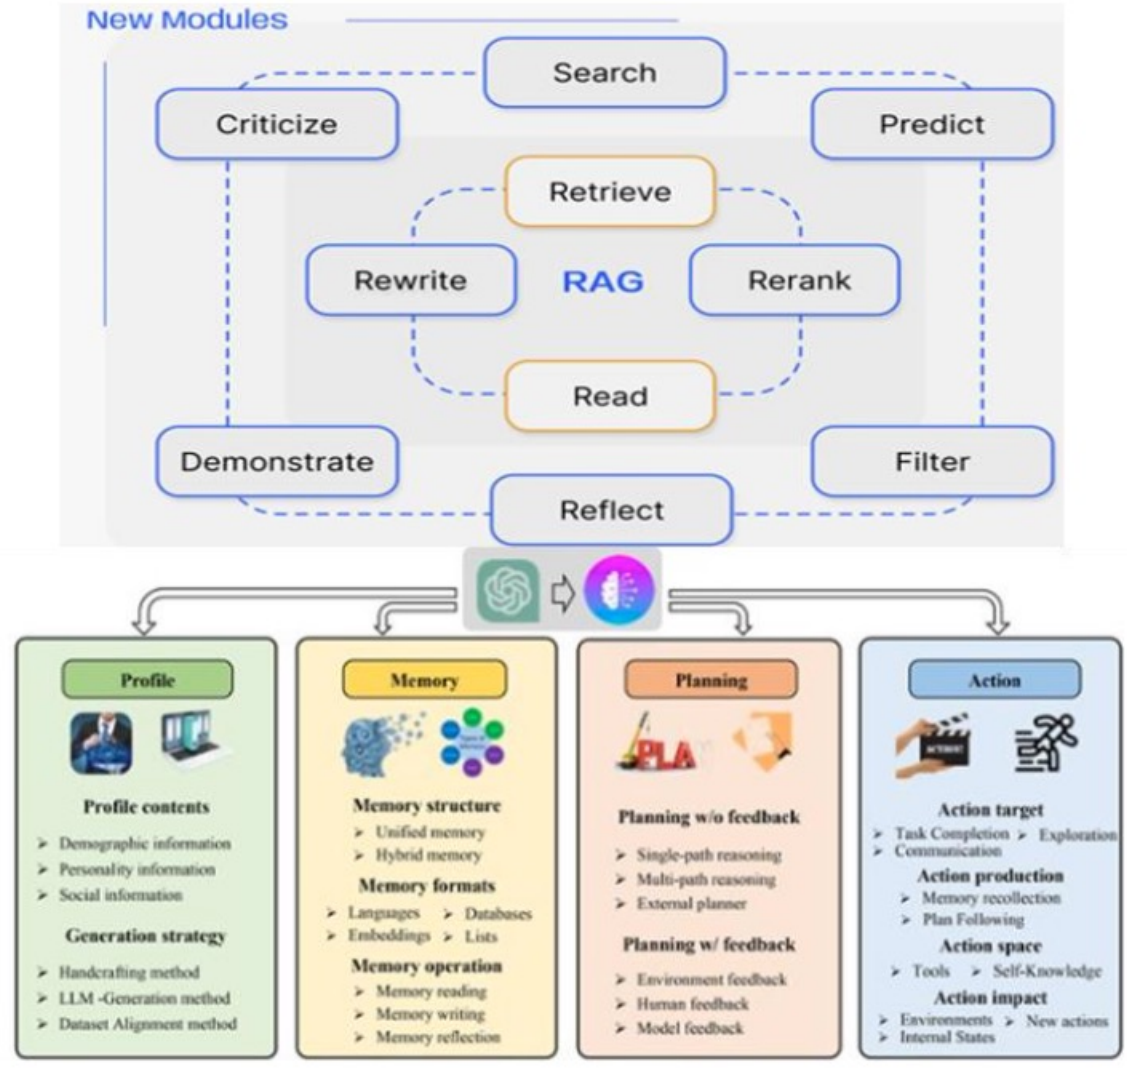 New Modules
Search
Criticize
Predict
Retrieve
Rewrite
RAG
Rerank
Read
Demonstrate
Filter
Reflect
Profile
Profile contents
➢ Demographic information
➢ Personality information
➢ Social information
Generation strategy
➢ Handcrafting method
➢ LLM -Generation method
➢ Dataset Alignment method
Memory
Memory structure
➢ Unified memory
➢ Hybrid memory
Memory formats
➢ Languages ➢ Databases
➢ Embeddings ➢ Lists
Memory operation
➢ Memory reading
➢ Memory writing
➢ Memory reflection
Planning
PLA
Planning w/o feedback
➢ Single-path reasoning
➢ Multi-path reasoning
➢ External planner
Planning w/ feedback
➢ Environment feedback
➢ Human feedback
➢ Model feedback
Action
ACTION!
Action target
➢ Task Completion ➢ Exploration
➢ Communication
Action production
➢ Memory recollection
➢ Plan Following
Action space
➢ Tools ➢ Self-Knowledge
Action impact
➢ Environments ➢ New actions
➢ Internal States